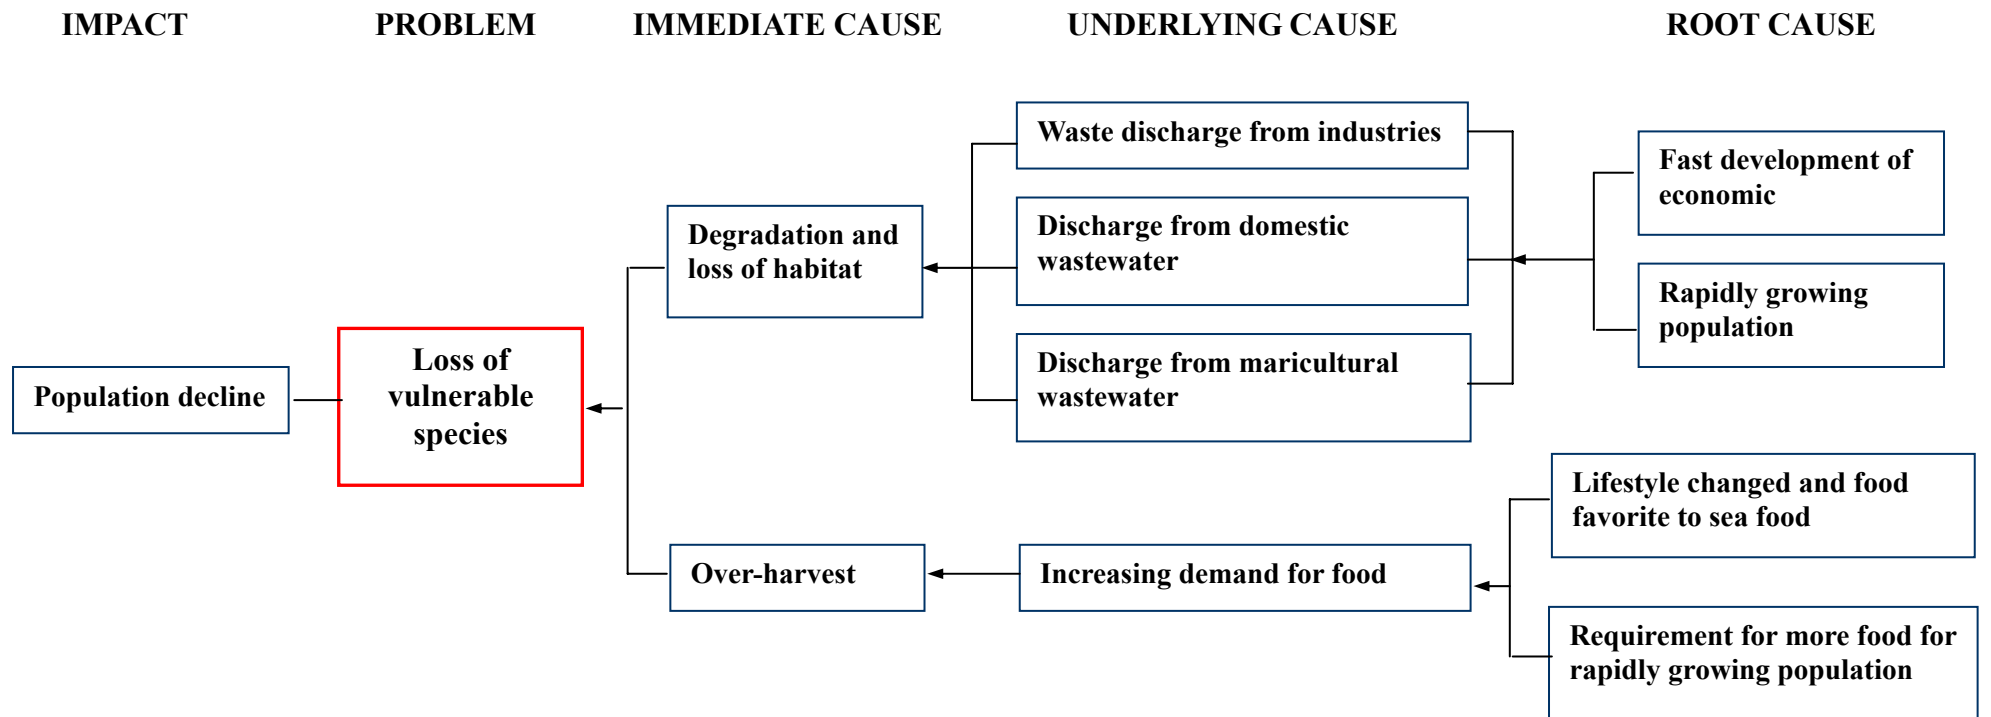 IMPACT
PROBLEM
IMMEDIATE CAUSE
UNDERLYING CAUSE
ROOT CAUSE
Population decline
Loss of
vulnerable
species
Degradation and
loss of habitat
Over-harvest
Waste discharge from industries
Discharge from domestic
wastewater
Discharge from maricultural
wastewater
Increasing demand for food
Fast development of
economic
Rapidly growing
population
Lifestyle changed and food
favorite to sea food
Requirement for more food for
rapidly growing population